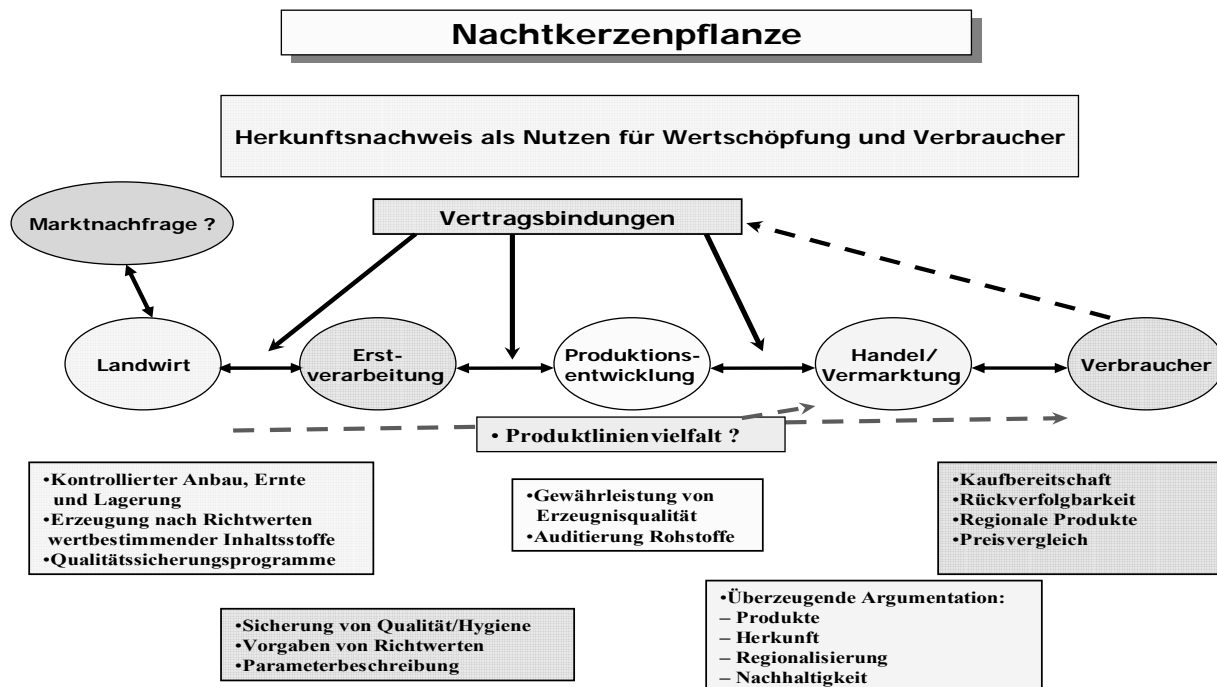 Nachtkerzenpflanze
Herkunftsnachweis als Nutzen für Wertschöpfung und Verbraucher
Marktnachfrage ?
Vertragsbindungen
Landwirt
Erst-
verarbeitung
Produktions-
entwicklung
Handel/
Vermarktung
Verbraucher
• Produktlinienvielfalt ?
•Kontrollierter Anbau, Ernte
und Lagerung
•Erzeugung nach Richtwerten
wertbestimmender Inhaltsstoffe
•Qualitätssicherungsprogramme
•Gewährleistung von
Erzeugnisqualität
•Auditierung Rohstoffe
•Kaufbereitschaft
•Rückverfolgbarkeit
•Regionale Produkte
•Preisvergleich
•Sicherung von Qualität/Hygiene
•Vorgaben von Richtwerten
•Parameterbeschreibung
•Überzeugende Argumentation:
– Produkte
– Herkunft
– Regionalisierung
– Nachhaltigkeit